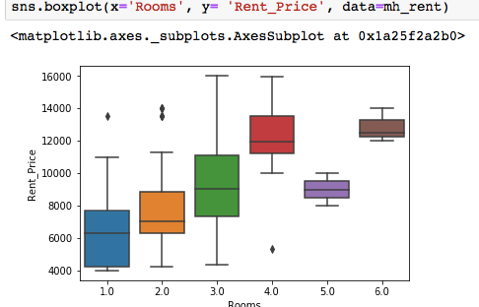 sns.boxplot(x='Rooms', y= 'Rent_Price', data=mh_rent)
<matplotlib.axes._subplots.AxesSubplot at 0x1a25f2a2b0>
16000
14000
12000
10000
8000
6000
4000
Rent_Price
1.0 2.0 3.0 4.0 5.0 6.0
Rooms